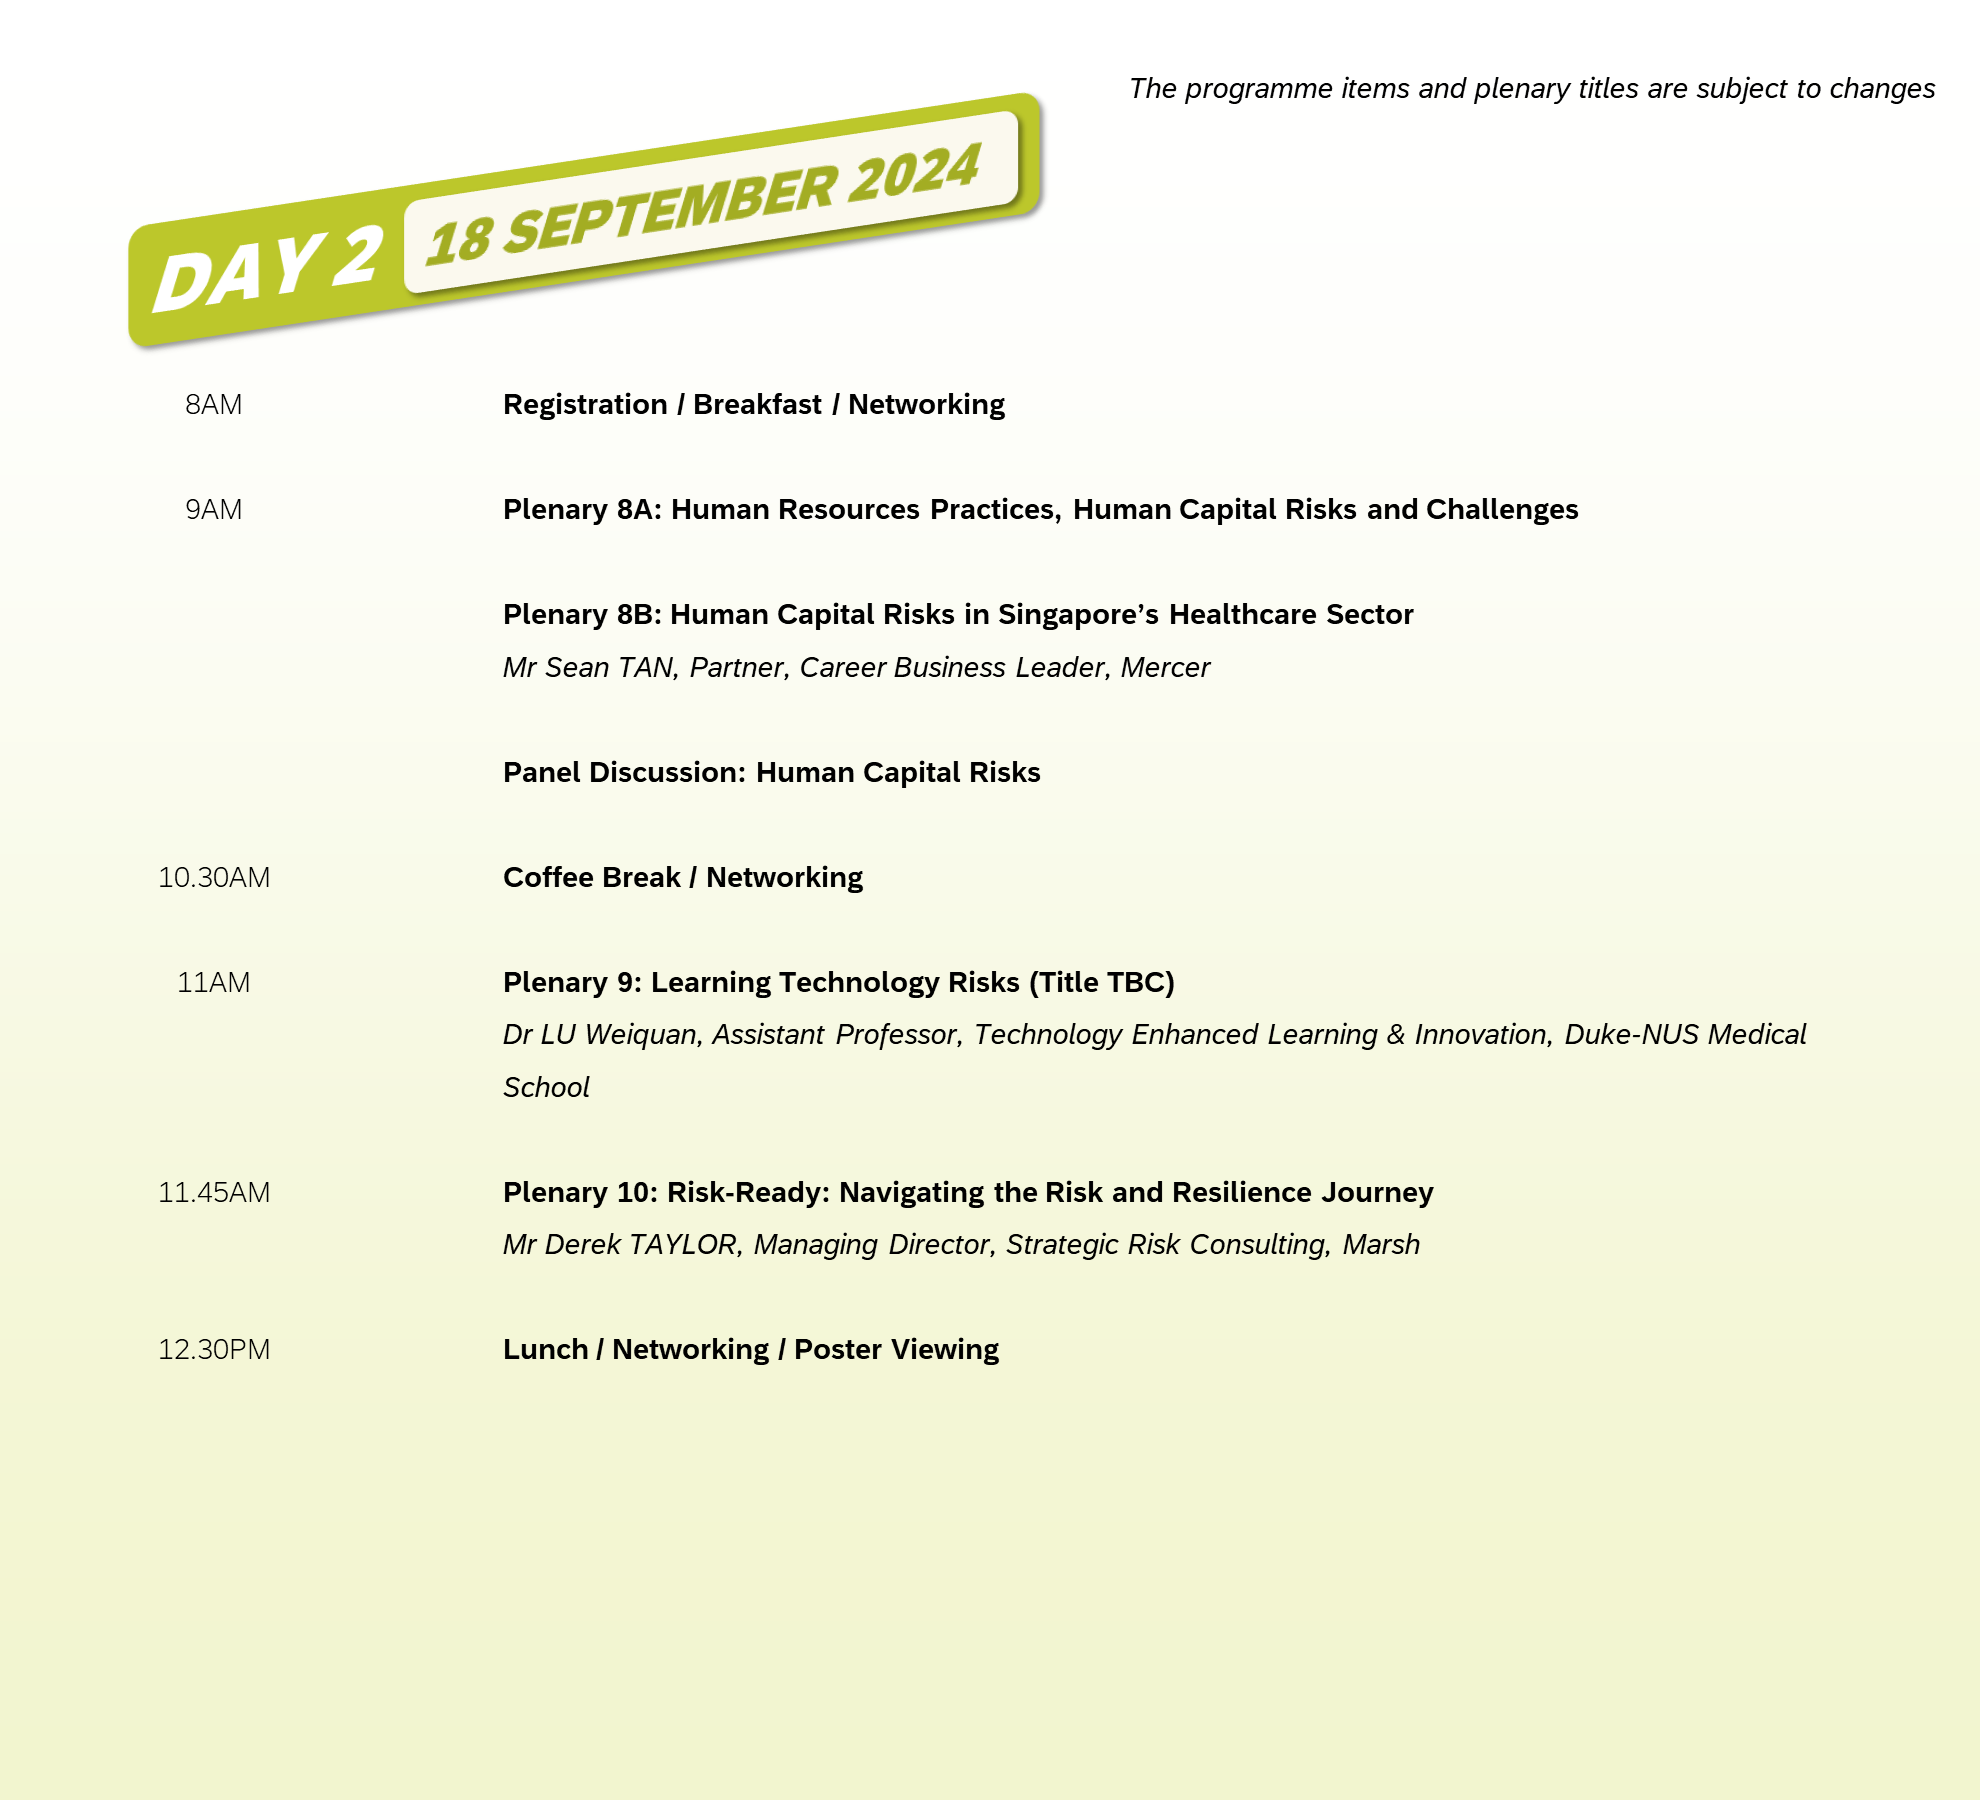 The programme items and plenary titles are subject to changes
DAY 2 18 SEPTEMBER 2024
8AM Registration / Breakfast / Networking
9AM Plenary 8A: Human Resources Practices, Human Capital Risks and Challenges
Plenary 8B: Human Capital Risks in Singapore’s Healthcare Sector
Mr Sean TAN, Partner, Career Business Leader, Mercer
Panel Discussion: Human Capital Risks
10.30AM Coffee Break / Networking
11AM Plenary 9: Learning Technology Risks (Title TBC)
Dr LU Weiquan, Assistant Professor, Technology Enhanced Learning & Innovation, Duke-NUS Medical
School
11.45AM Plenary 10: Risk-Ready: Navigating the Risk and Resilience Journey
Mr Derek TAYLOR, Managing Director, Strategic Risk Consulting, Marsh
12.30PM Lunch / Networking / Poster Viewing